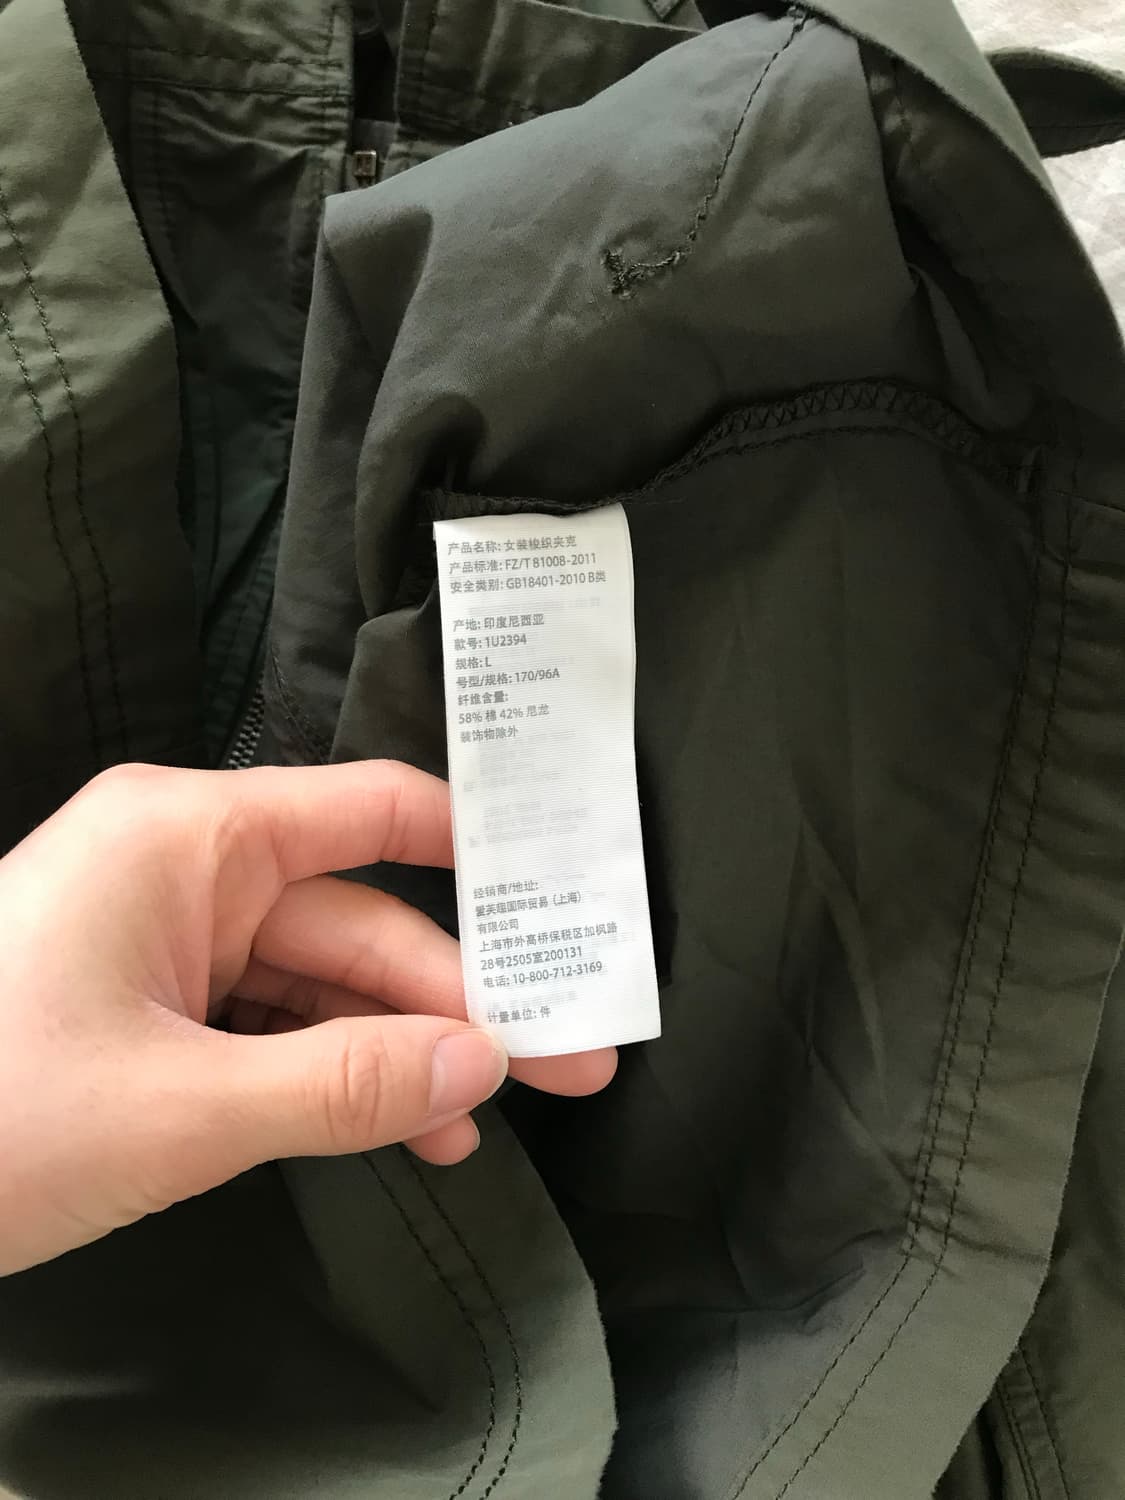 产品名称: 女装梭织夹克
产品标准: FZ/T 81008-2011
安全类别: GB18401-2010 B类
产地: 印度尼西亚
款号: 1U2394
规格: L
号型/规格: 170/96A
纤维含量:
58% 棉 42% 尼龙
装饰物除外
经销商/地址:
爱芙趣国际贸易 (上海)
有限公司
上海市外高桥保税区加枫路
28号2505室200131
电话: 10-800-712-3169
计量单位: 件